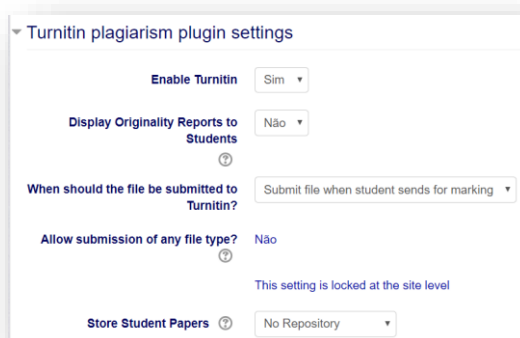 Turnitin plagiarism plugin settings
Enable Turnitin Sim
Display Originality Reports to Não
Students
When should the file be submitted to Submit file when student sends for marking
Turnitin?
Allow submission of any file type? Não
This setting is locked at the site level
Store Student Papers No Repository